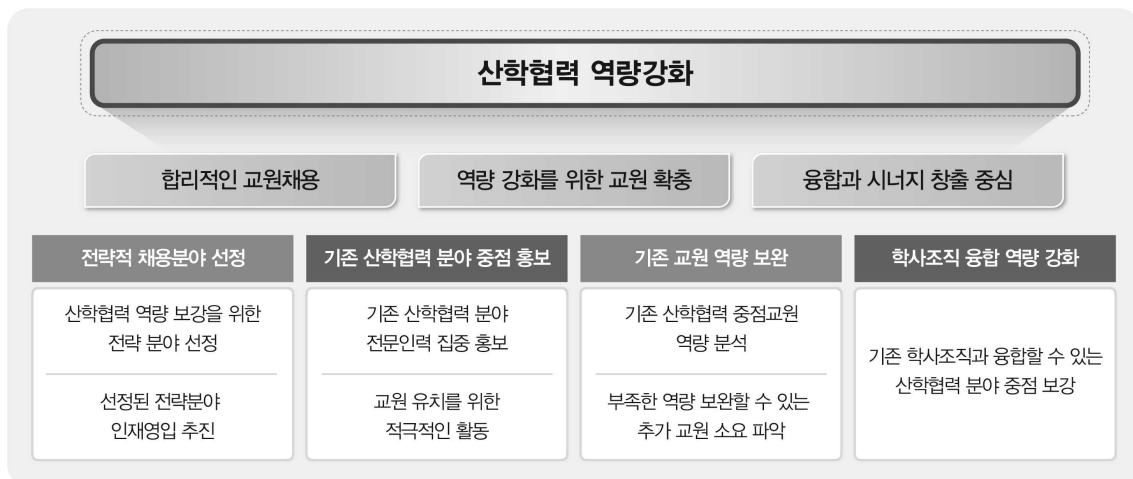 산학협력 역량강화
합리적인 교원채용
역량 강화를 위한 교원 확충
융합과 시너지 창출 중심
전략적 채용분야 선정
산학협력 역량 보강을 위한
전략 분야 선정
선정된 전략분야
인재영입 추진
기존 산학협력 분야 중점 홍보
기존 산학협력 분야
전문인력 집중 홍보
교원 유치를 위한
적극적인 활동
기존 교원 역량 보완
기존 산학협력 중점교원
역량 분석
부족한 역량 보완할 수 있는
추가 교원 소요 파악
학사조직 융합 역량 강화
기존 학사조직과 융합할 수 있는
산학협력 분야 중점 보강